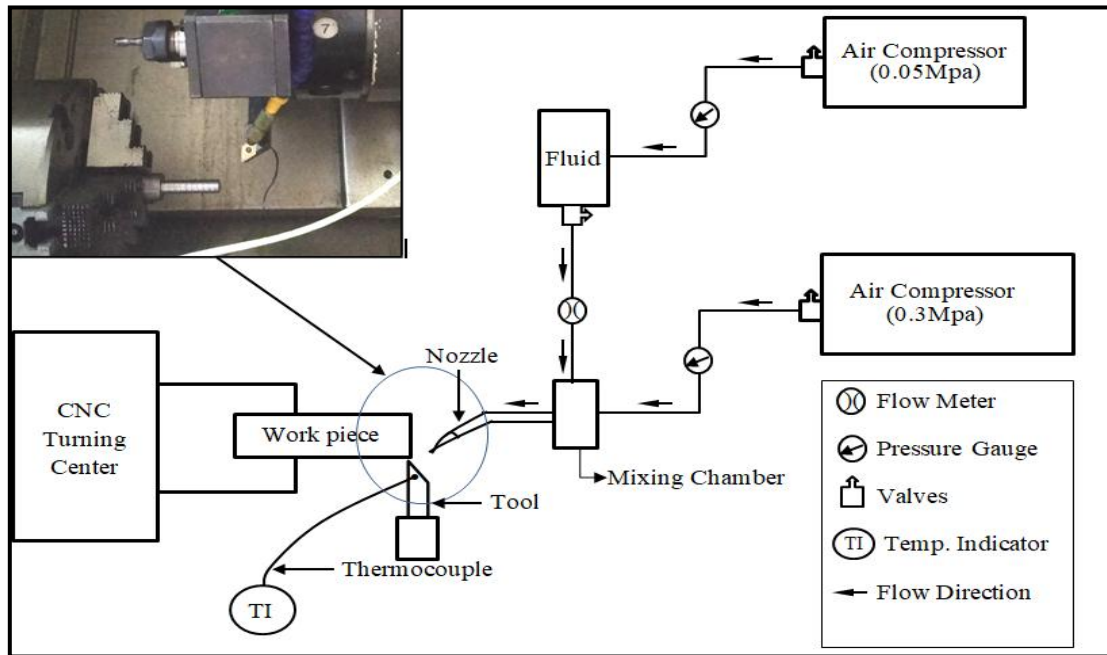 7
Air Compressor
(0.05Mpa)
Fluid
Air Compressor
(0.3Mpa)
Nozzle
CNC
Turning
Center
Work piece
Mixing Chamber
Tool
Thermocouple
TI
Flow Meter
Pressure Gauge
Valves
TI Temp. Indicator
Flow Direction